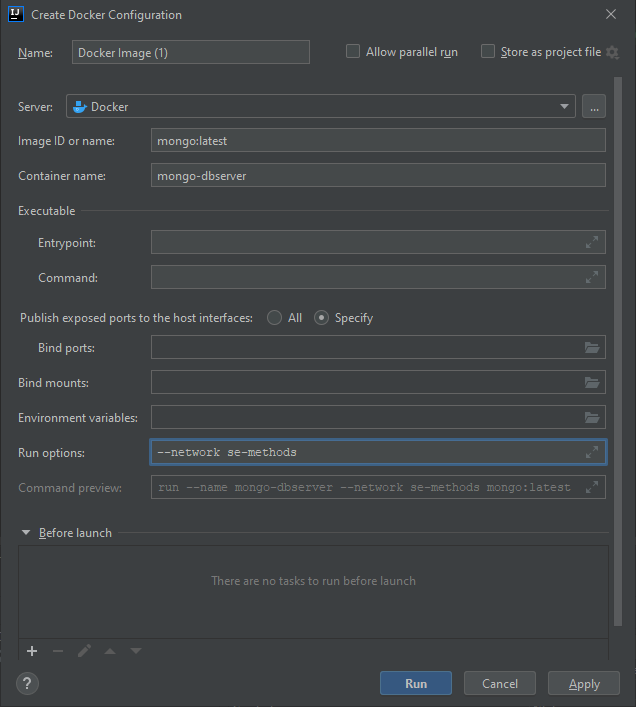 IJ Create Docker Configuration
Name: Docker Image (1) Allow parallel run Store as project file
Server: Docker ...
Image ID or name: mongo:latest
Container name: mongo-dbserver
Executable
Entrypoint:
Command:
Publish exposed ports to the host interfaces: All Specify
Bind ports:
Bind mounts:
Environment variables:
Run options: --network se-methods
Command preview: run --name mongo-dbserver --network se-methods mongo:latest
Before launch
There are no tasks to run before launch
? Run Cancel Apply